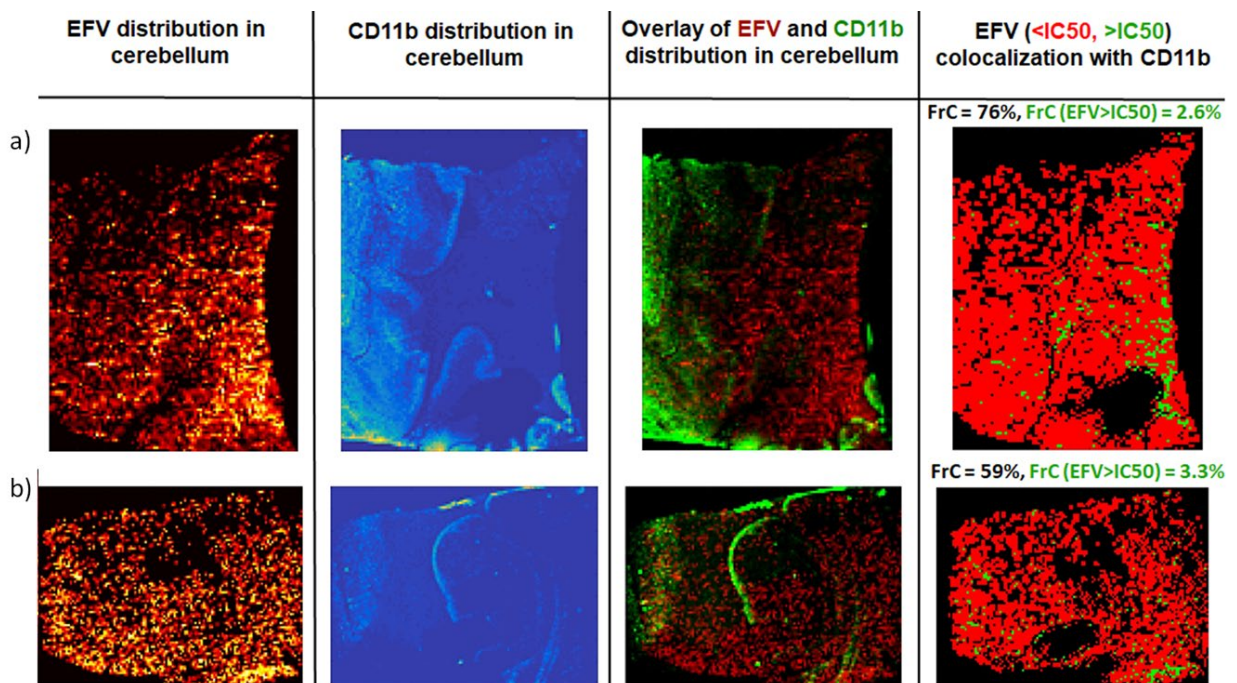 EFV distribution in
cerebellum
CD11b distribution in
cerebellum
Overlay of EFV and CD11b
distribution in cerebellum
EFV (<IC50, >IC50)
colocalization with CD11b
a)
FrC = 76%, FrC (EFV>IC50) = 2.6%
b)
FrC = 59%, FrC (EFV>IC50) = 3.3%